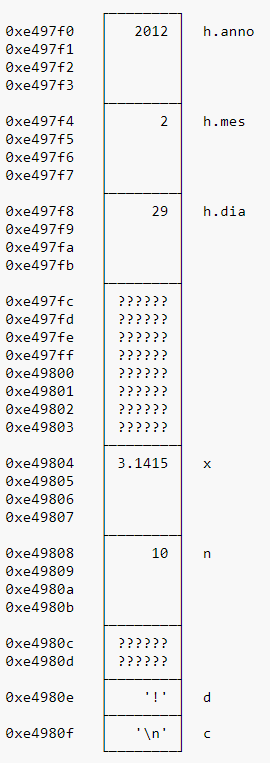 0xe497f0 2012 h.anno
0xe497f1
0xe497f2
0xe497f3
0xe497f4 2 h.mes
0xe497f5
0xe497f6
0xe497f7
0xe497f8 29 h.dia
0xe497f9
0xe497fa
0xe497fb
0xe497fc ??????
0xe497fd ??????
0xe497fe ??????
0xe497ff ??????
0xe49800 ??????
0xe49801 ??????
0xe49802 ??????
0xe49803 ??????
0xe49804 3.1415 x
0xe49805
0xe49806
0xe49807
0xe49808 10 n
0xe49809
0xe4980a
0xe4980b
0xe4980c ??????
0xe4980d ??????
0xe4980e '!' d
0xe4980f '\n' c